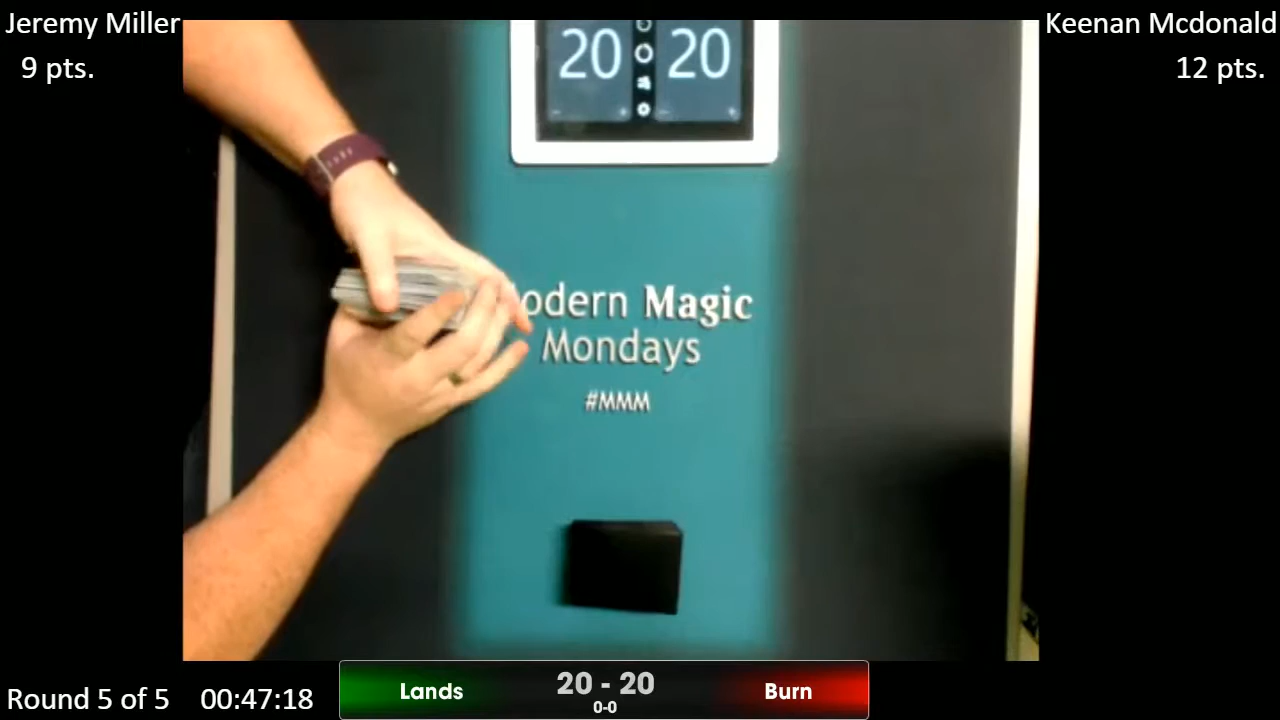 Jeremy Miller
9 pts.
Keenan Mcdonald
12 pts.
20 20
odern Magic
Mondays
#MMM
Round 5 of 5 00:47:18
Lands 20 - 20 Burn
0-0